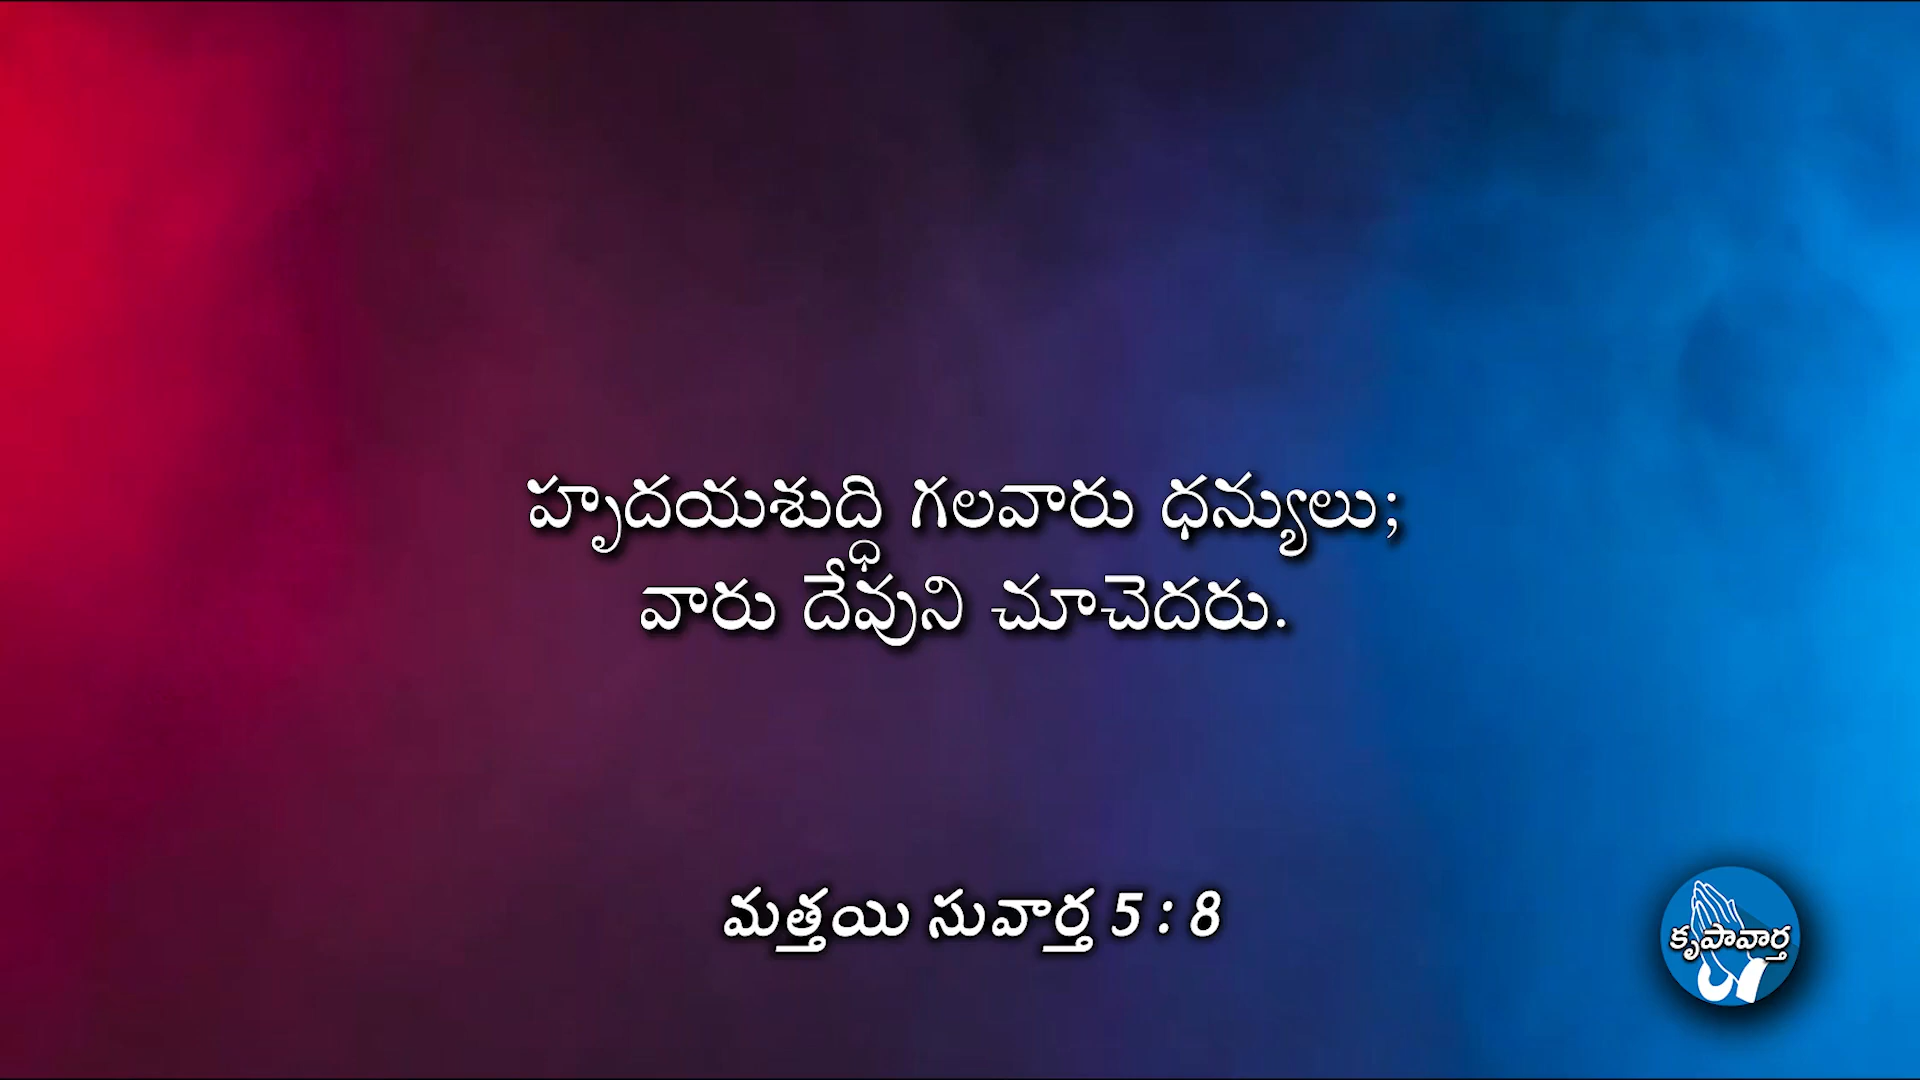 హృదయశుద్ధి గలవారు ధన్యులు;
వారు దేవుని చూచెదరు.
మత్తయి సువార్త 5 : 8
కృపావార్త